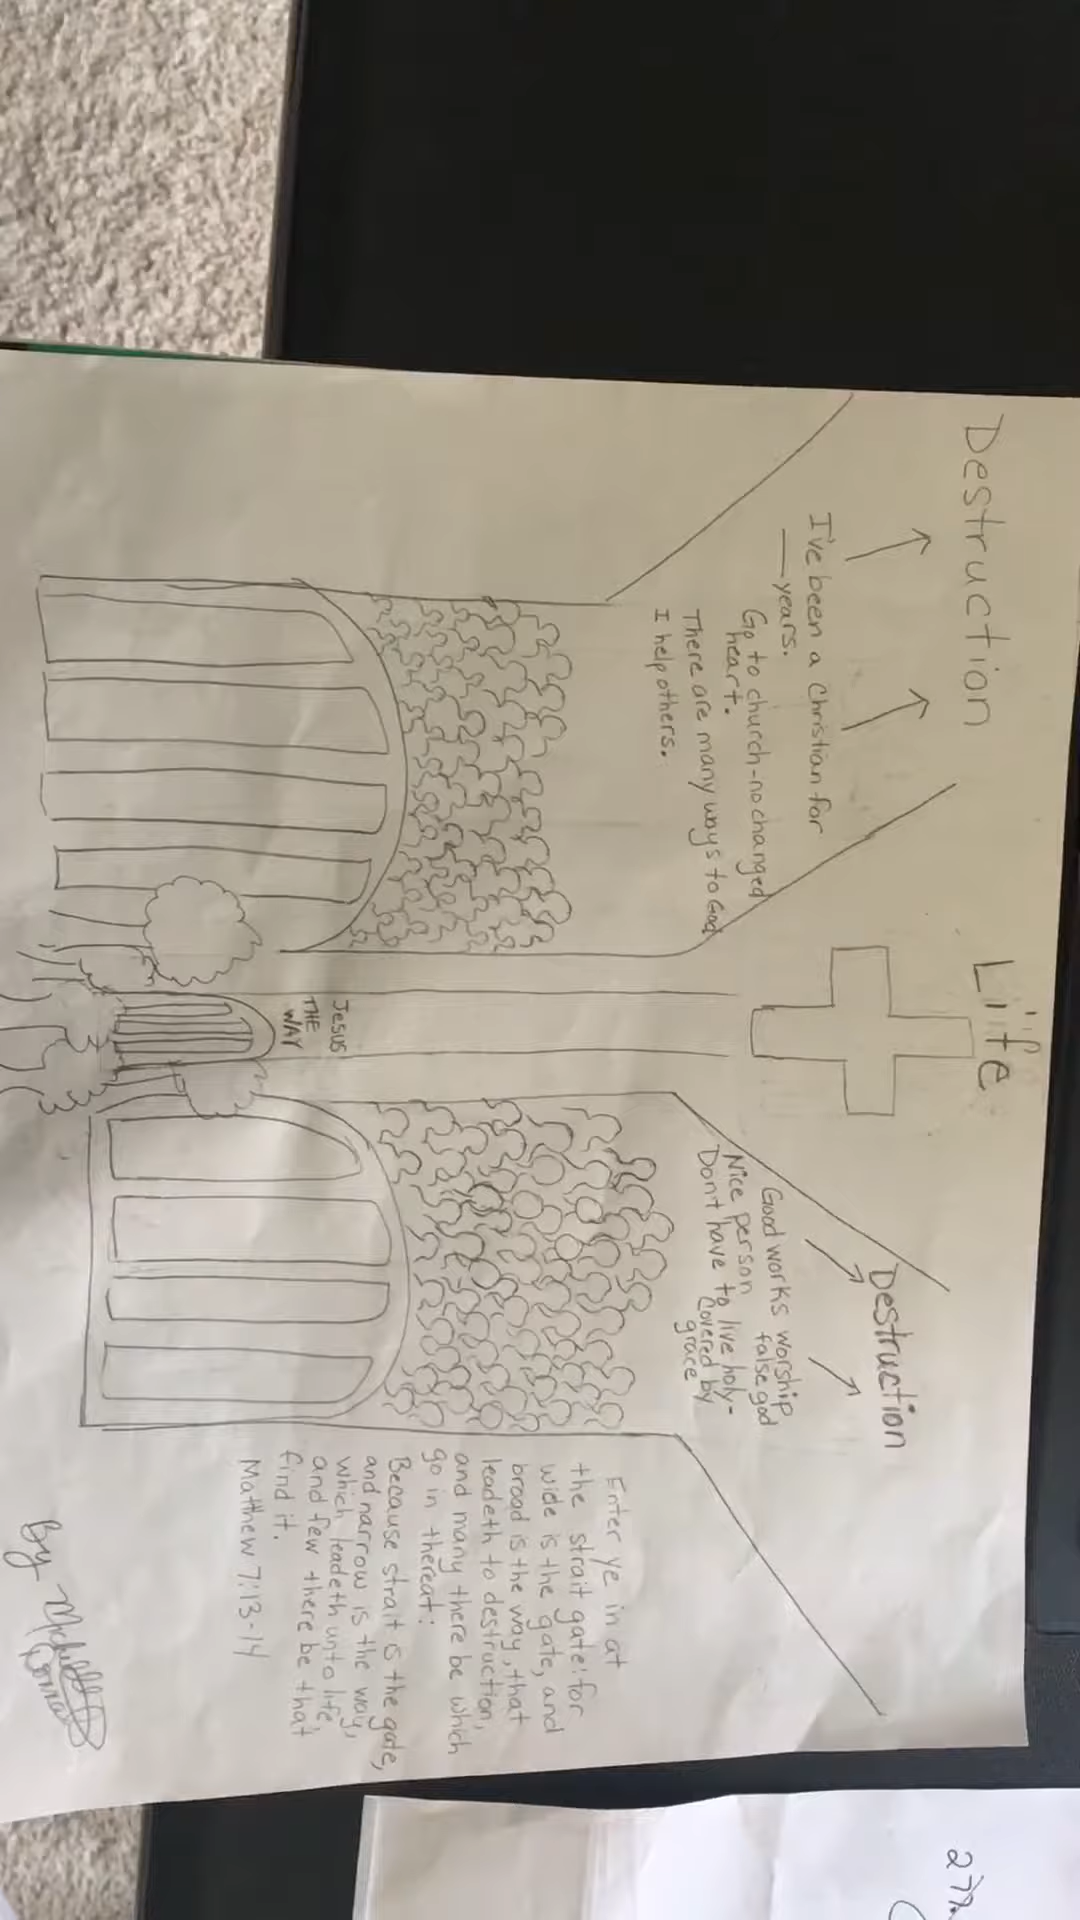 Destruction
Life
Destruction
I've been a Christian for
years.
Go to church-no changed
heart.
There are many ways to God
I help others.
Good works worship
false god
Nice person
Don't have to live holy-
covered by
grace
Jesus
THE
WAY
Enter ye in at
the strait gate: for
wide is the gate, and
broad is the way, that
leadeth to destruction,
and many there be which
go in thereat:
Because strait is the gate,
and narrow is the way,
which leadeth unto life,
and few there be that
find it.
Matthew 7:13-14
By